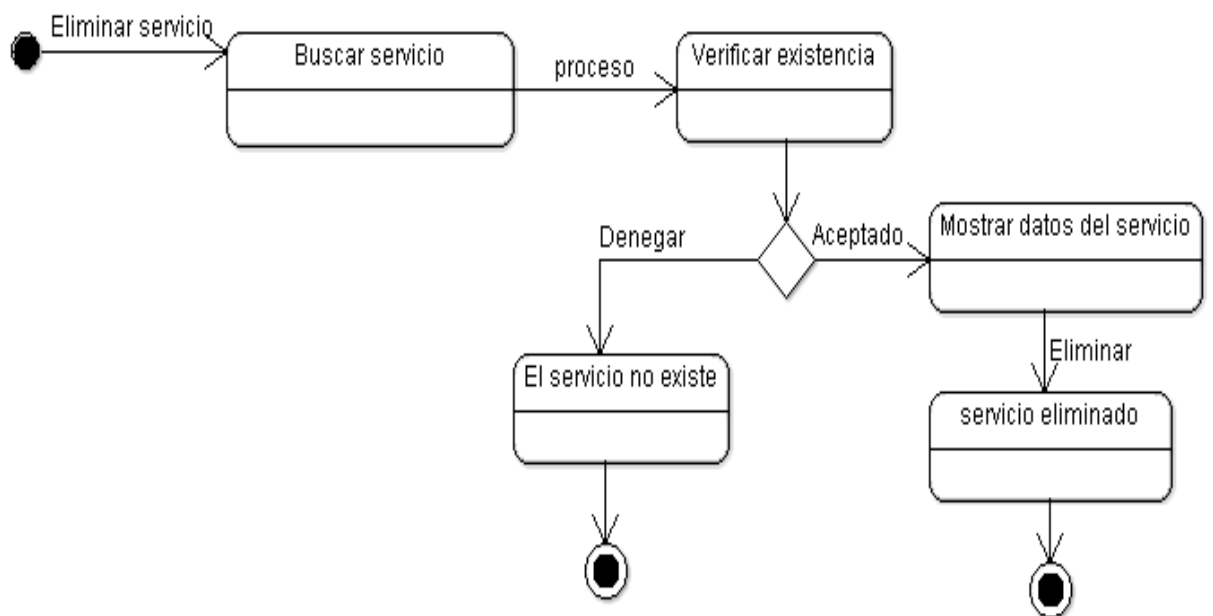 Eliminar servicio
Buscar servicio
proceso
Verificar existencia
Denegar
Aceptado
Mostrar datos del servicio
El servicio no existe
Eliminar
servicio eliminado